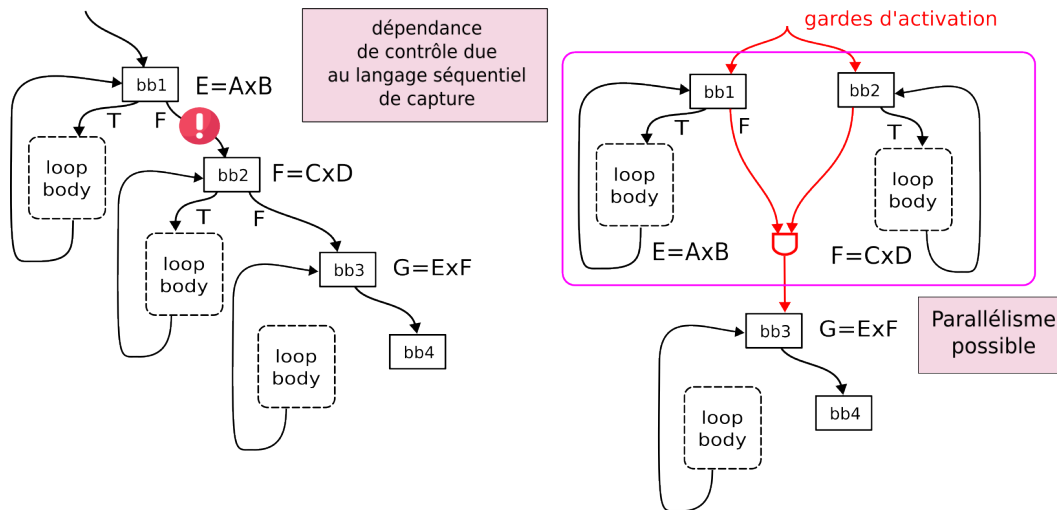 dépendance
de contrôle due
au langage séquentiel
de capture
bb1
E=AxB
T
F
loop
body
bb2
F=CxD
T
F
loop
body
bb3
G=ExF
loop
body
bb4
gardes d'activation
bb1
bb2
T
F
T
loop
body
loop
body
E=AxB
F=CxD
bb3
G=ExF
Parallélisme
possible
loop
body
bb4